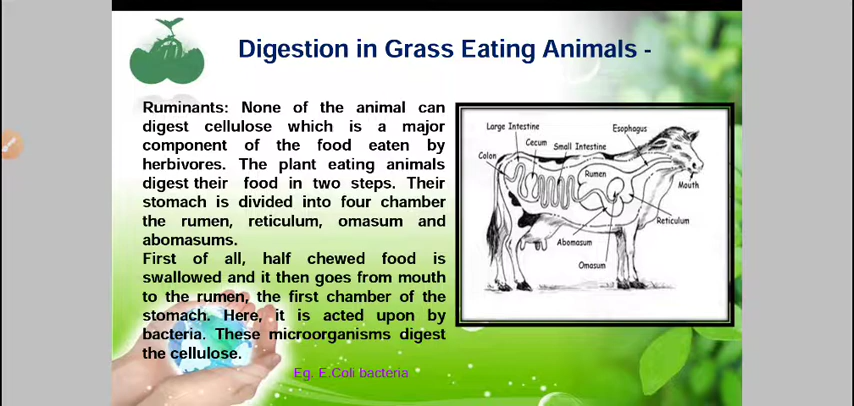 Digestion in Grass Eating Animals -
Ruminants: None of the animal can
digest cellulose which is a major
component of the food eaten by
herbivores. The plant eating animals
digest their food in two steps. Their
stomach is divided into four chamber
the rumen, reticulum, omasum and
abomasums.
First of all, half chewed food is
swallowed and it then goes from mouth
to the rumen, the first chamber of the
stomach. Here, it is acted upon by
bacteria. These microorganisms digest
the cellulose.
Eg. E.Coli bacteria
Large Intestine
Esophagus
Cecum
Small Intestine
Colon
Rumen
Mouth
Reticulum
Abomasum
Omasum